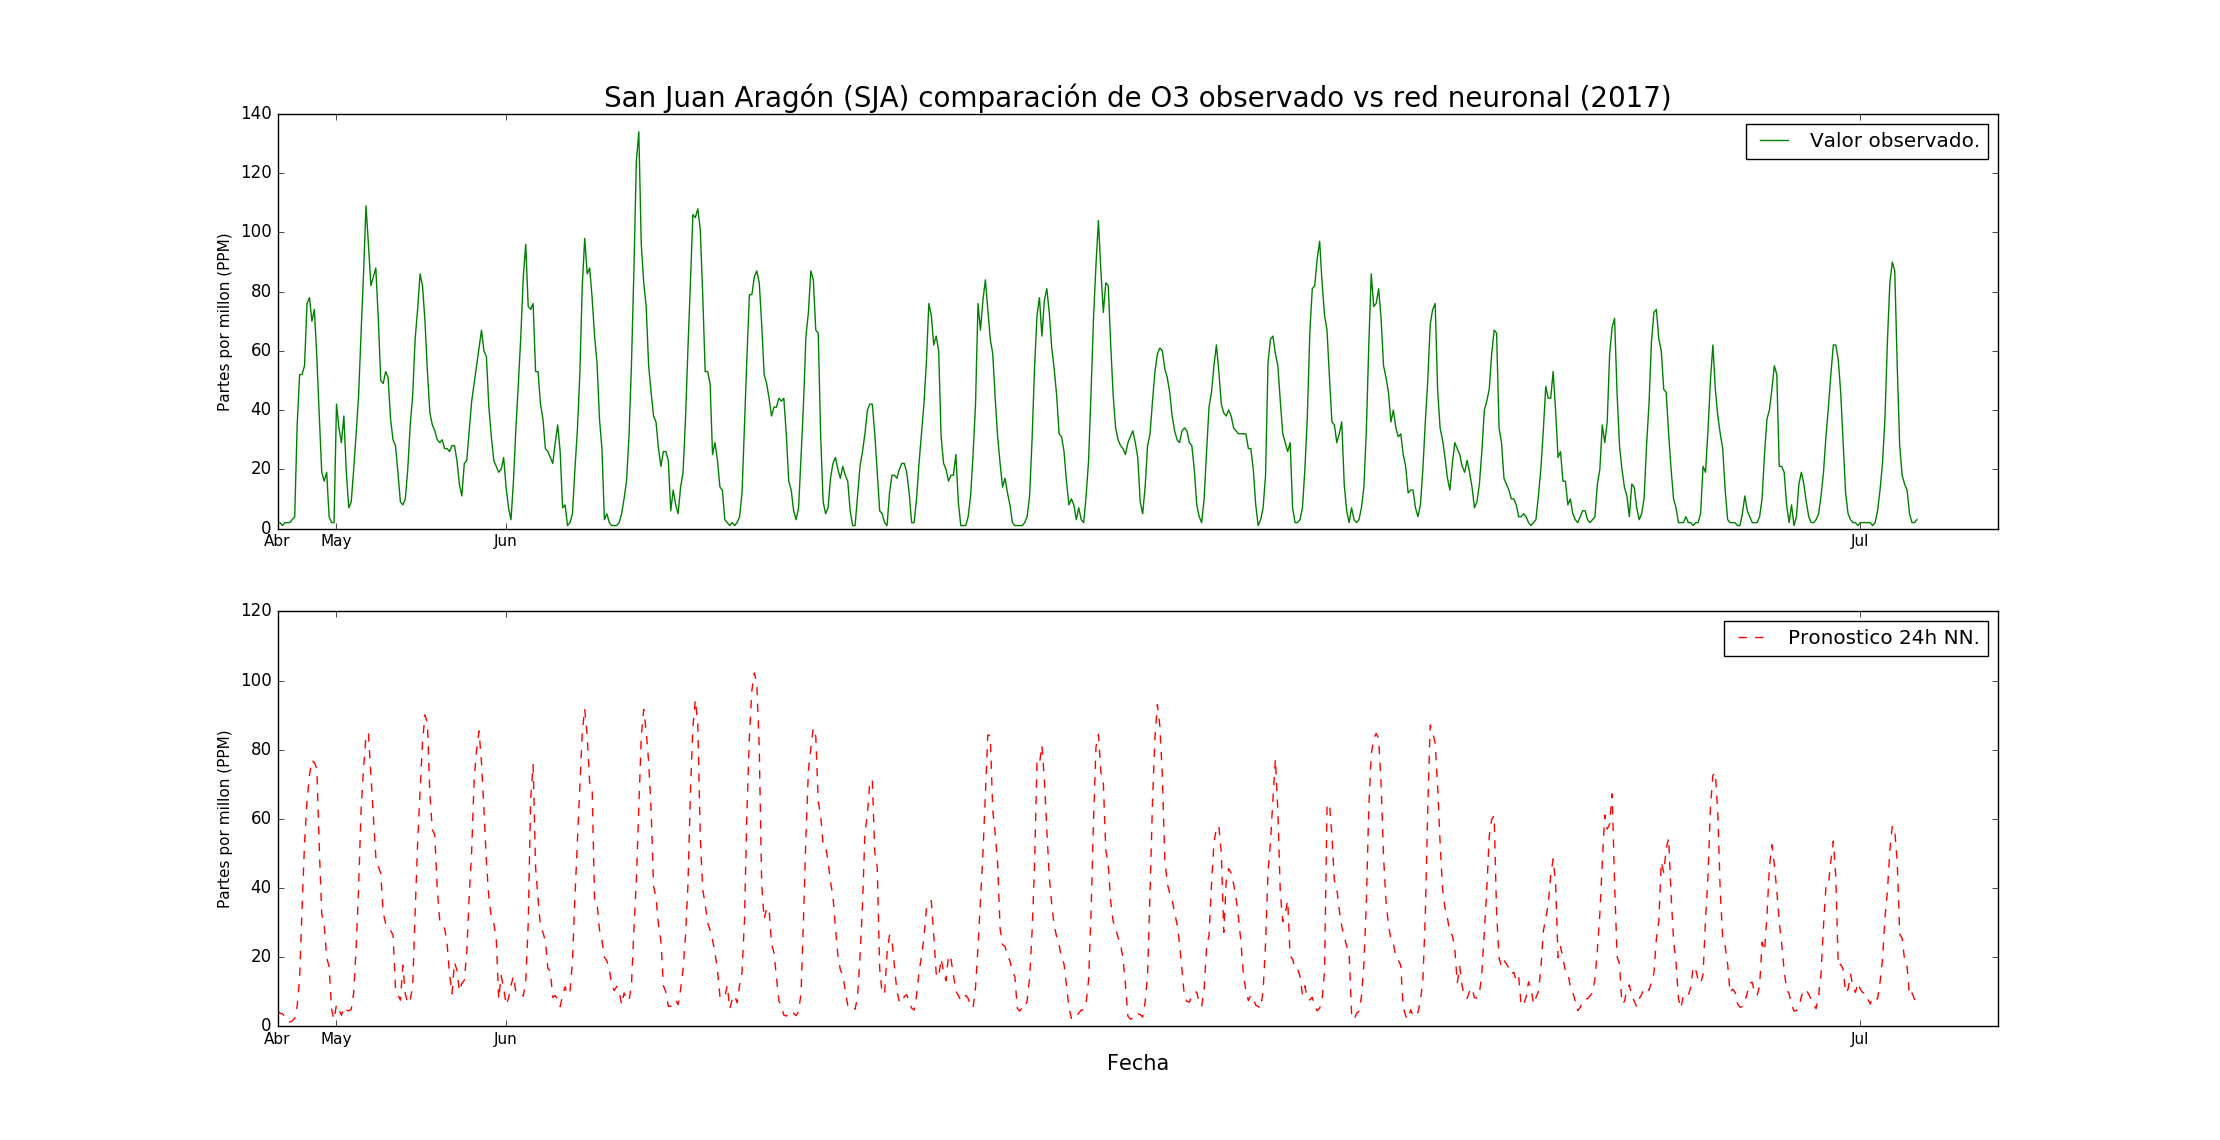 San Juan Aragón (SJA) comparación de O3 observado vs red neuronal (2017)
140
120
100
80
60
40
20
0
Partes por millon (PPM)
Valor observado.
Abr May Jun Jul
120
100
80
60
40
20
0
Partes por millon (PPM)
Pronostico 24h NN.
Abr May Jun Jul
Fecha